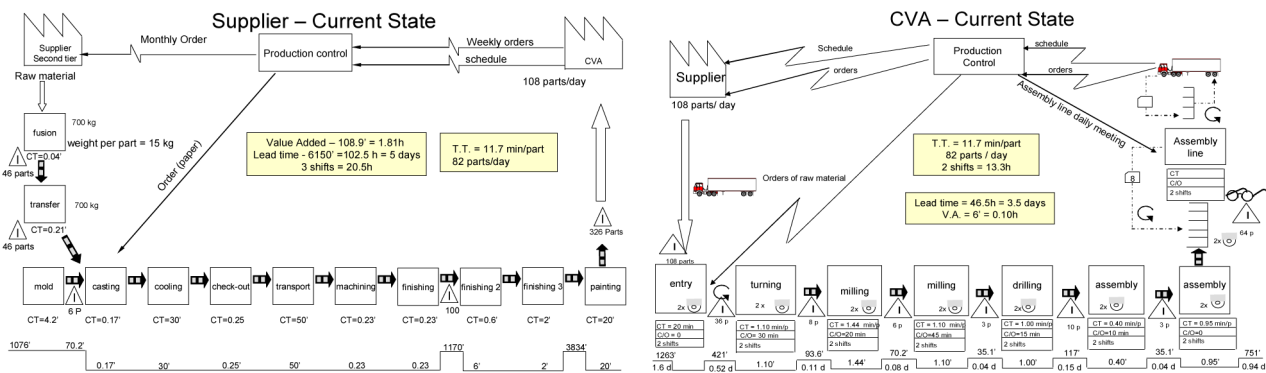 Supplier – Current State
Supplier
Second tier
Monthly Order
Production control
Weekly orders
schedule
CVA
108 parts/day
Raw material
fusion
700 kg
weight per part = 15 kg
I
CT=0.04'
46 parts
transfer
700 kg
I
CT=0.21'
46 parts
Order (paper)
Value Added – 108.9' = 1.81h
Lead time - 6150' =102.5 h = 5 days
3 shifts = 20.5h
T.T. = 11.7 min/part
82 parts/day
I
326 Parts
mold
casting
cooling
check-out
transport
machining
finishing
finishing 2
finishing 3
painting
I
6 P
I
100
CT=4.2'
CT=0.17'
CT=30'
CT=0.25
CT=50'
CT=0.23'
CT=0.23'
CT=0.6'
CT=2'
CT=20'
1076'
70.2'
1170'
3834'
0.17'
30'
0.25'
50'
0.23
0.23
6'
2'
20'
CVA – Current State
Supplier
108 parts/ day
Schedule
orders
Production
Control
schedule
orders
Assembly line daily meeting
Assembly
line
CT
C/O
2 shifts
8
I
64 p
2x
T.T. = 11.7 min/part
82 parts / day
2 shifts = 13.3h
Orders of raw material
Lead time = 46.5h = 3.5 days
V.A. = 6' = 0.10h
I
108 parts
entry
2x
turning
2 x
milling
2x
milling
2x
drilling
2x
assembly
2x
assembly
2x
I
36 p
I
8 p
I
6 p
I
3 p
I
10 p
I
3 p
CT = 20 min
C/O = 0
2 shifts
CT = 1.10 min/p
C/O= 30 min
2 shifts
CT = 1.44 min/p
C/O=20 min
2 shifts
CT = 1.10 min/p
C/O=45 min
2 shifts
CT = 1.00 min/p
C/O=15 min
2 shifts
CT = 0.40 min/p
C/O=10 min
2 shifts
CT = 0.95 min/p
C/O=0
2 shifts
1263'
1.6 d
421'
0.52 d
1.10'
93.6'
0.11 d
1.44'
70.2'
0.08 d
1.10'
35.1'
0.04 d
1.00'
117'
0.15 d
0.40'
35.1'
0.04 d
0.95'
751'
0.94 d